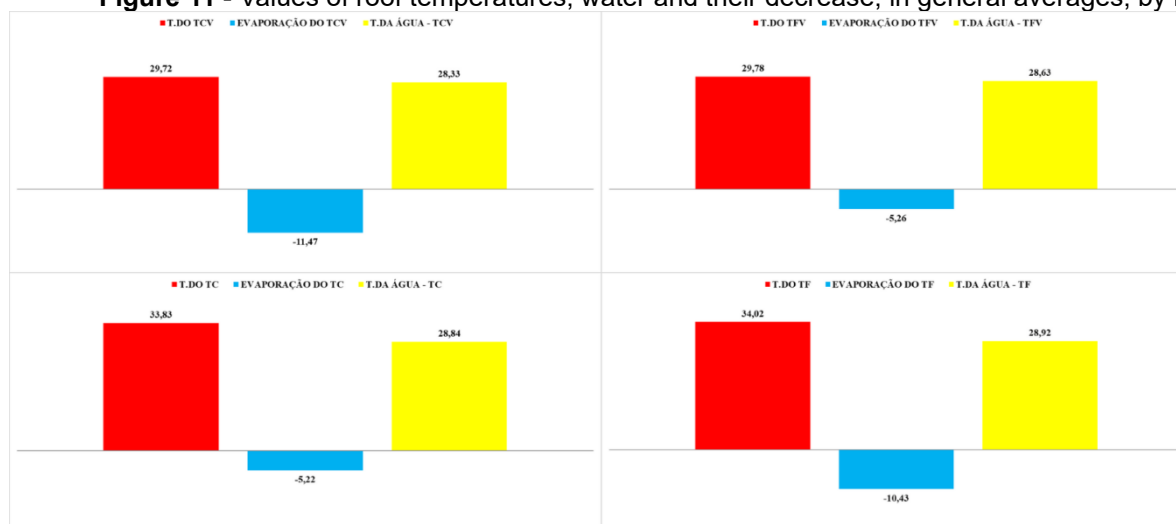 Figure 11 - Values of roof temperatures, water and their decrease, in general averages, by
T.DO TCV EVAPORAÇÃO DO TCV T.DA ÁGUA - TCV
29,72
28,33
-11,47
T.DO TFV EVAPORAÇÃO DO TFV T.DA ÁGUA - TFV
29,78
28,63
-5,26
T.DO TC EVAPORAÇÃO DO TC T.DA ÁGUA - TC
33,83
28,84
-5,22
T.DO TF EVAPORAÇÃO DO TF T.DA ÁGUA - TF
34,02
28,92
-10,43